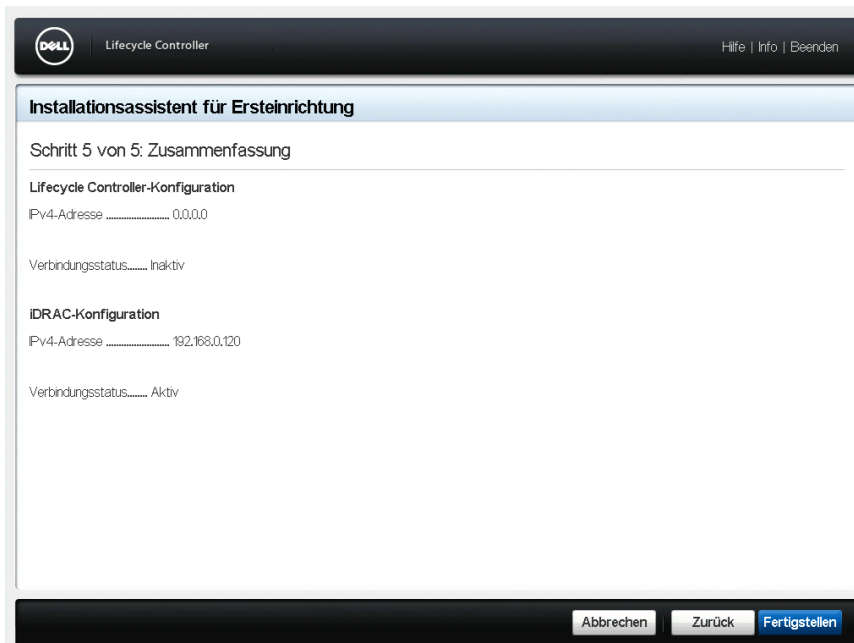 DELL
Lifecycle Controller
Hilfe | Info | Beenden
Installationsassistent für Ersteinrichtung
Schritt 5 von 5: Zusammenfassung
Lifecycle Controller-Konfiguration
IPv4-Adresse ........................ 0.0.0.0
Verbindungsstatus....... Inaktiv
iDRAC-Konfiguration
IPv4-Adresse ........................ 192.168.0.120
Verbindungsstatus....... Aktiv
Abbrechen | Zurück Fertigstellen